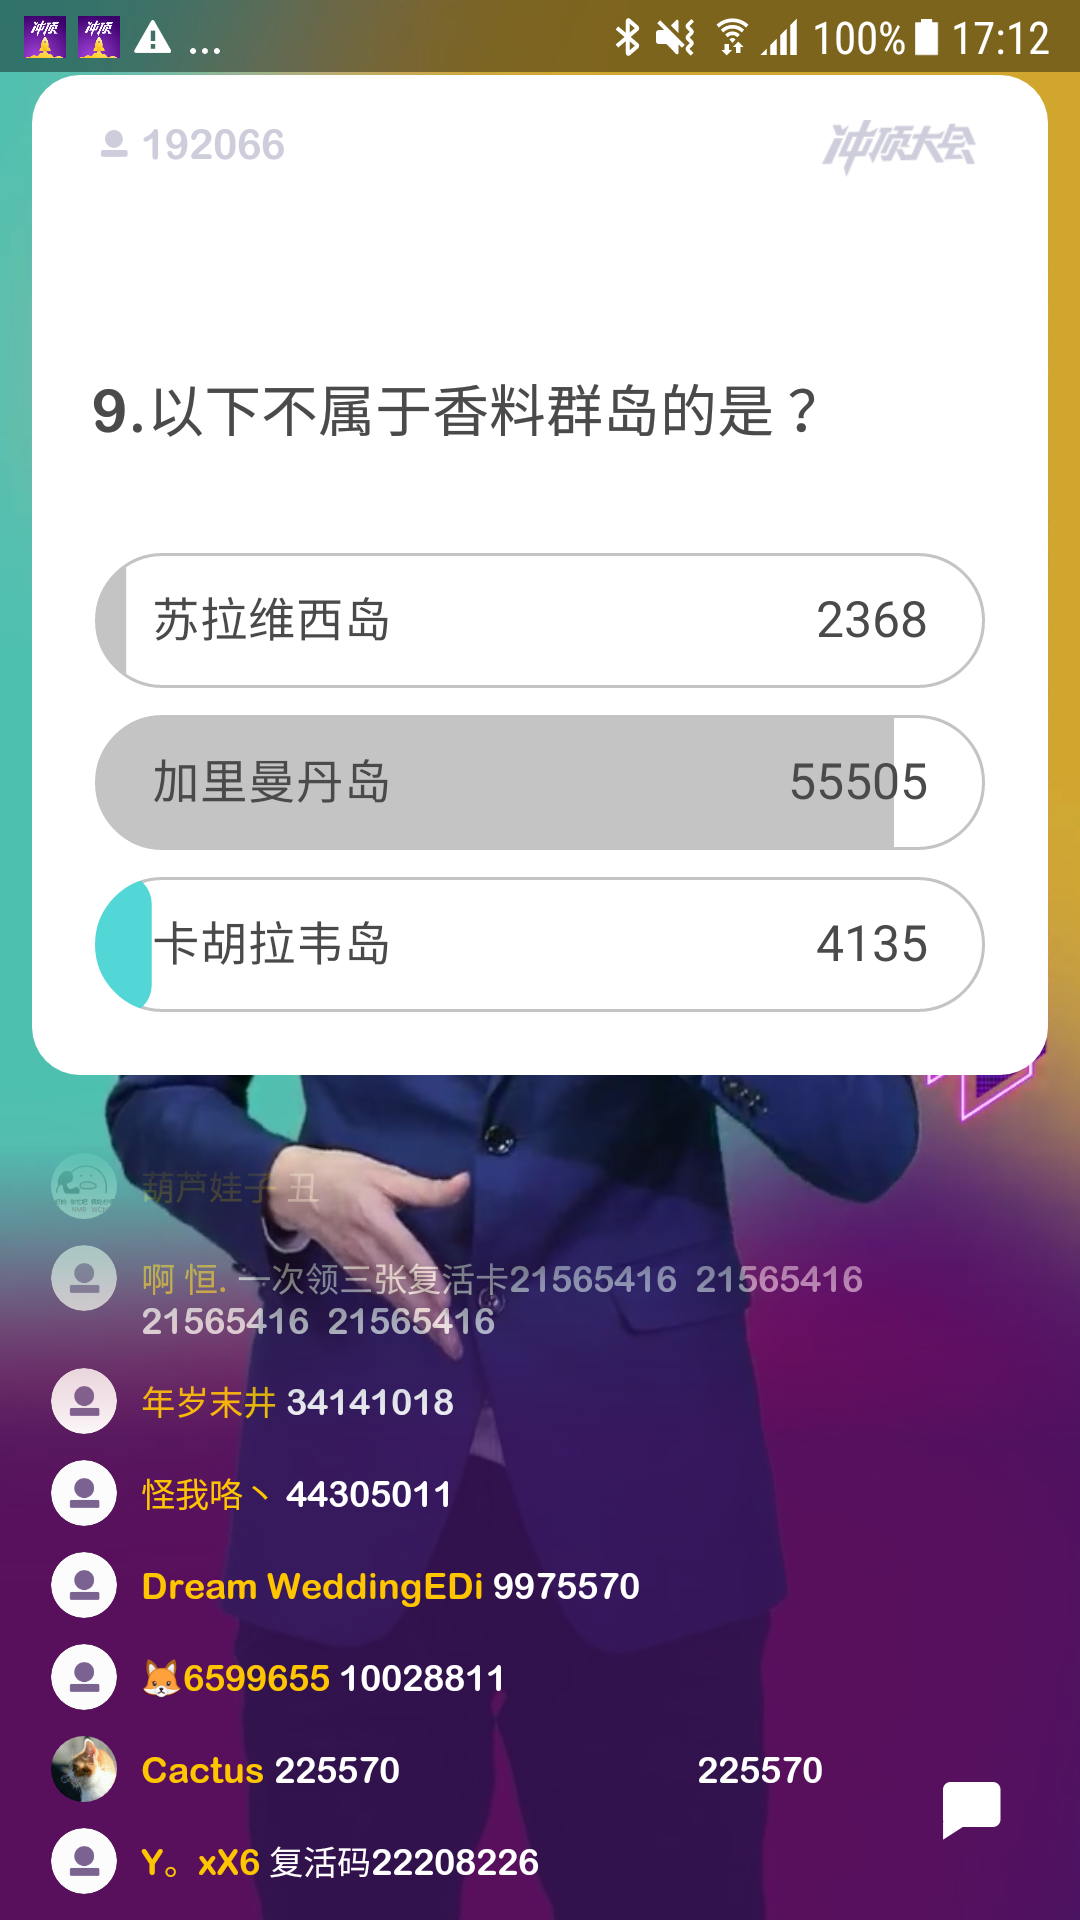 冲顶 冲顶 ... 100% 17:12
192066 冲顶大会
9.以下不属于香料群岛的是？
苏拉维西岛 2368
加里曼丹岛 55505
卡胡拉韦岛 4135
葫芦娃子 丑
啊 恒. 一次领三张复活卡21565416 21565416
21565416 21565416
年岁末井 34141018
怪我咯丶 44305011
Dream WeddingEDi 9975570
🦊6599655 10028811
Cactus 225570 225570
Y。xX6 复活码22208226